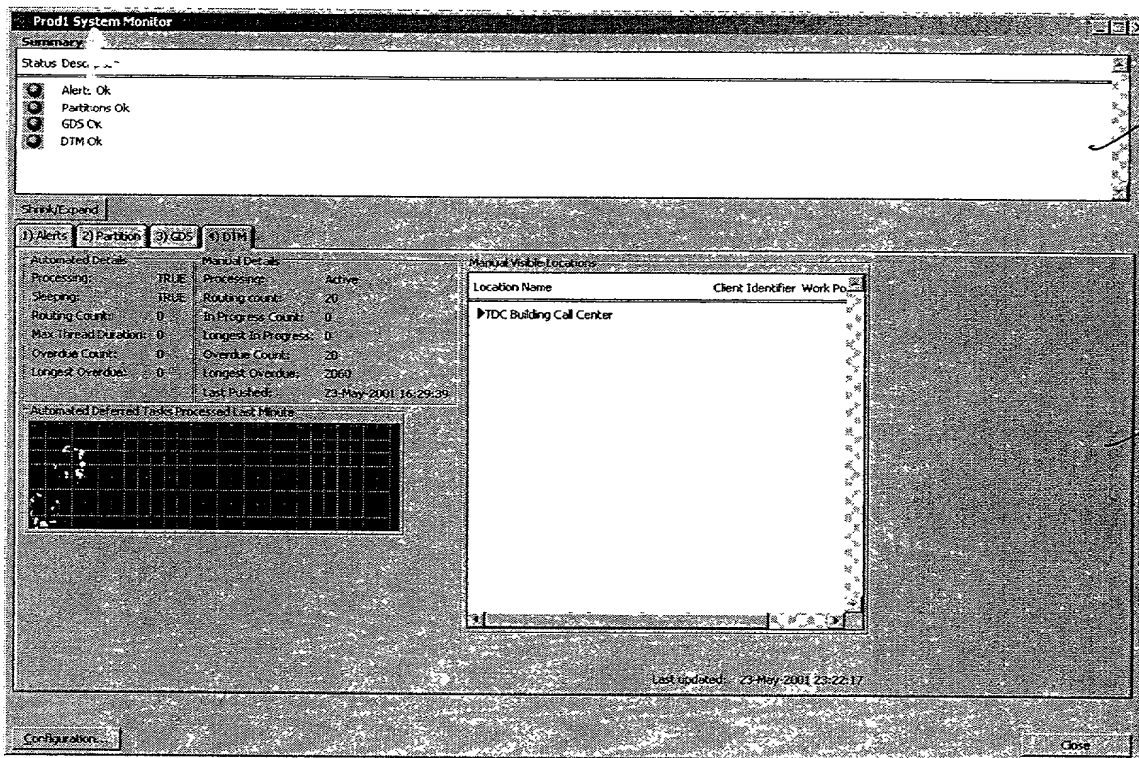 Prod1 System Monitor
Summary
Status
Alerts Ok
Partitions Ok
GDS Ok
DTM Ok
Shrink/Expand
1) Alerts 2) Partition 3) GDS 4) DTM
Automated Details
Processing: TRUE
Sleeping: TRUE
Routing Count: 0
Max Thread Duration: 0
Overdue Count: 0
Longest Overdue: 0
Manual Details
Processing: Active
Routing count: 20
In Progress Count: 0
Longest In Progress: 0
Overdue Count: 20
Longest Overdue: 2060
Last Pushed: 23-May-2001 16:29:39
Automated Deferred Tasks Processed Last Minute
Manual Visible Locations
Location Name Client Identifier Work Po
TDC Building Call Center
Last updated: 23-May-2001 23:22:17
Configuration...
Close